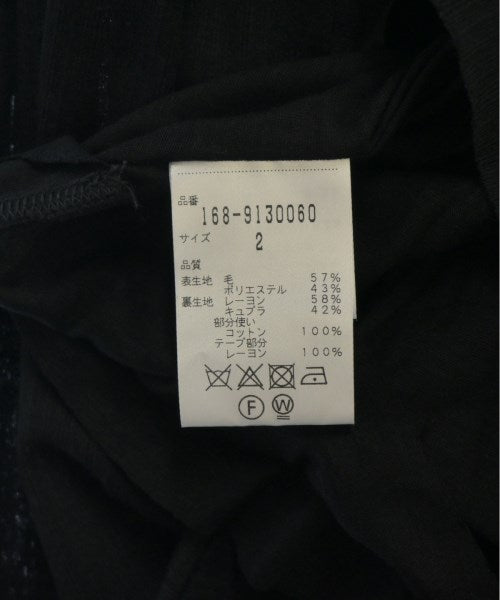 品番
168-9130060
サイズ
2
品質
表生地 毛 57%
ポリエステル 43%
裏生地 レーヨン 58%
キュプラ 42%
部分使い
コットン 100%
テープ部分
レーヨン 100%
F W